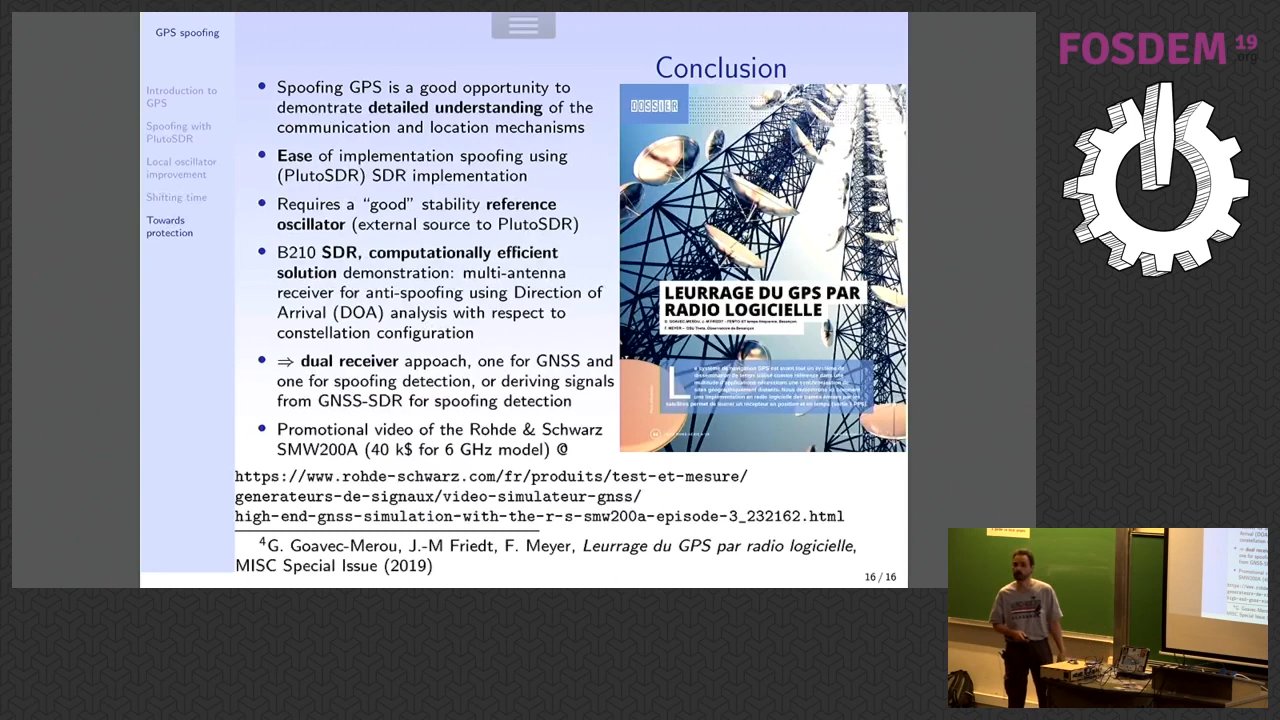 GPS spoofing
Introduction to
GPS
Spoofing with
PlutoSDR
Local oscillator
improvement
Shifting time
Towards
protection
Conclusion
Spoofing GPS is a good opportunity to
demontrate detailed understanding of the
communication and location mechanisms
Ease of implementation spoofing using
(PlutoSDR) SDR implementation
Requires a “good” stability reference
oscillator (external source to PlutoSDR)
B210 SDR, computationally efficient
solution demonstration: multi-antenna
receiver for anti-spoofing using Direction of
Arrival (DOA) analysis with respect to
constellation configuration
⇒ dual receiver appoach, one for GNSS and
one for spoofing detection, or deriving signals
from GNSS-SDR for spoofing detection
Promotional video of the Rohde & Schwarz
SMW200A (40 k$ for 6 GHz model) @
https://www.rohde-schwarz.com/fr/produits/test-et-mesure/
generateurs-de-signaux/video-simulateur-gnss/
high-end-gnss-simulation-with-the-r-s-smw200a-episode-3_232162.html
4G. Goavec-Merou, J.-M Friedt, F. Meyer, Leurrage du GPS par radio logicielle,
MISC Special Issue (2019)
16 / 16
DOSSIER
LEURRAGE DU GPS PAR
RADIO LOGICIELLE
FOSDEM 19
.org